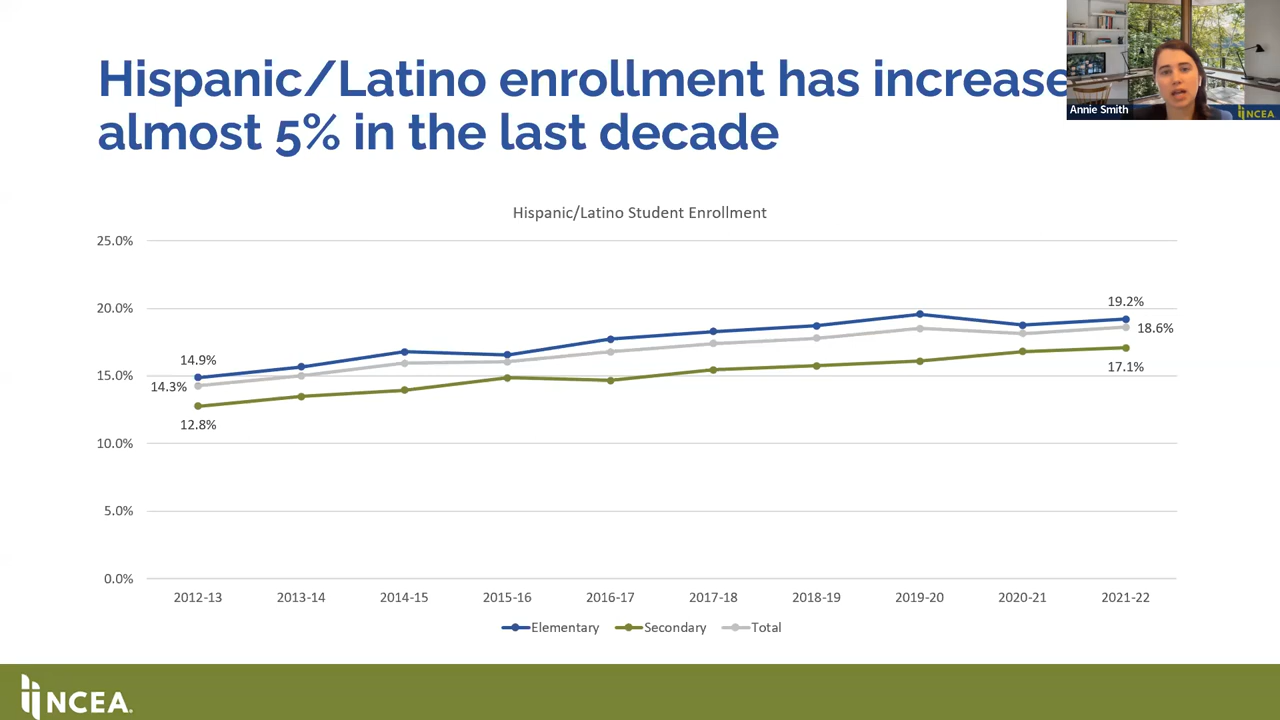 Hispanic/Latino enrollment has increase
almost 5% in the last decade
Annie Smith
NCEA
Hispanic/Latino Student Enrollment
25.0%
20.0%
15.0%
10.0%
5.0%
0.0%
14.9%
14.3%
12.8%
19.2%
18.6%
17.1%
2012-13 2013-14 2014-15 2015-16 2016-17 2017-18 2018-19 2019-20 2020-21 2021-22
Elementary Secondary Total
NCEA.